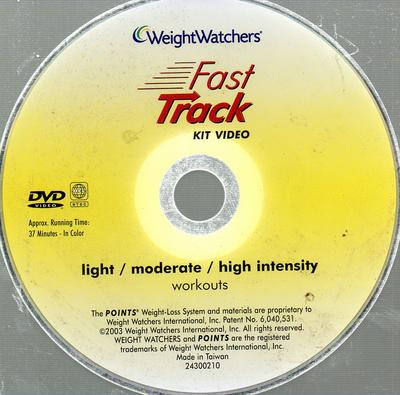 WeightWatchers®
Fast
Track
KIT VIDEO
DVD
VIDEO
NTSC
Approx. Running Time:
37 Minutes - In Color
light / moderate / high intensity
workouts
The POINTS® Weight-Loss System and materials are proprietary to
Weight Watchers International, Inc. Patent No. 6,040,531.
©2003 Weight Watchers International, Inc. All rights reserved.
WEIGHT WATCHERS and POINTS are the registered
trademarks of Weight Watchers International, Inc.
Made in Taiwan
24300210